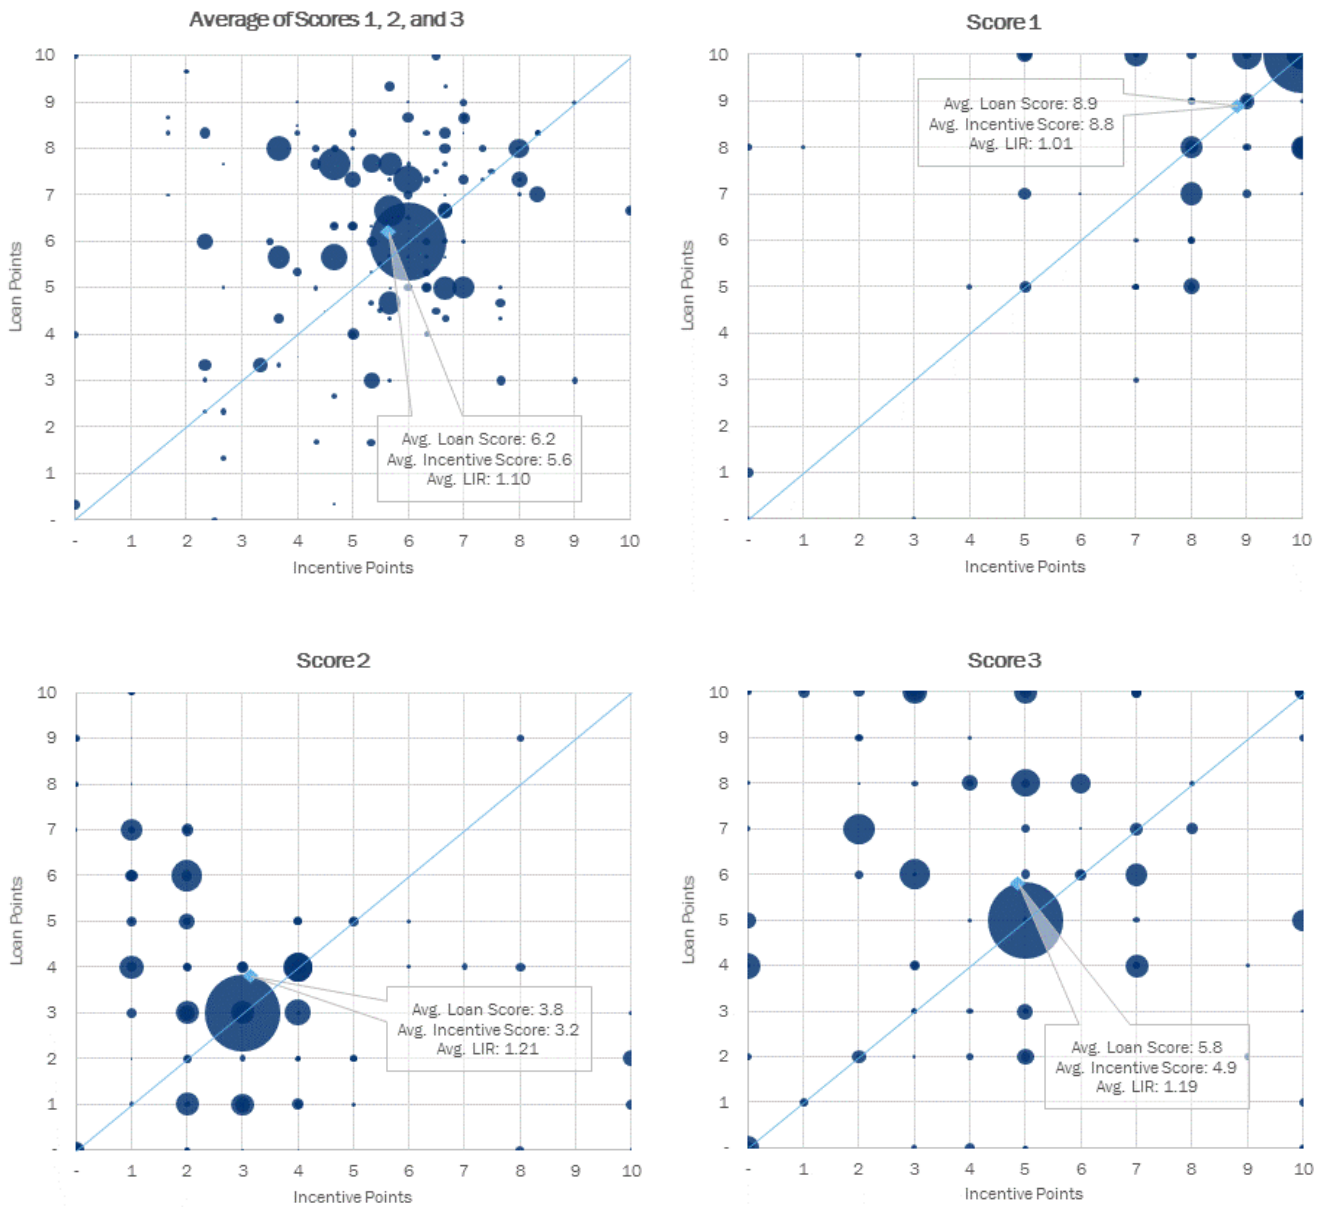 Average of Scores 1, 2, and 3
10
9
8
7
6
5
4
3
2
1
-
Loan Points
Avg. Loan Score: 6.2
Avg. Incentive Score: 5.6
Avg. LIR: 1.10
- 1 2 3 4 5 6 7 8 9 10
Incentive Points
Score 1
10
9
8
7
6
5
4
3
2
1
-
Loan Points
Avg. Loan Score: 8.9
Avg. Incentive Score: 8.8
Avg. LIR: 1.01
- 1 2 3 4 5 6 7 8 9 10
Incentive Points
Score 2
10
9
8
7
6
5
4
3
2
1
-
Loan Points
Avg. Loan Score: 3.8
Avg. Incentive Score: 3.2
Avg. LIR: 1.21
- 1 2 3 4 5 6 7 8 9 10
Incentive Points
Score 3
10
9
8
7
6
5
4
3
2
1
-
Loan Points
Avg. Loan Score: 5.8
Avg. Incentive Score: 4.9
Avg. LIR: 1.19
- 1 2 3 4 5 6 7 8 9 10
Incentive Points